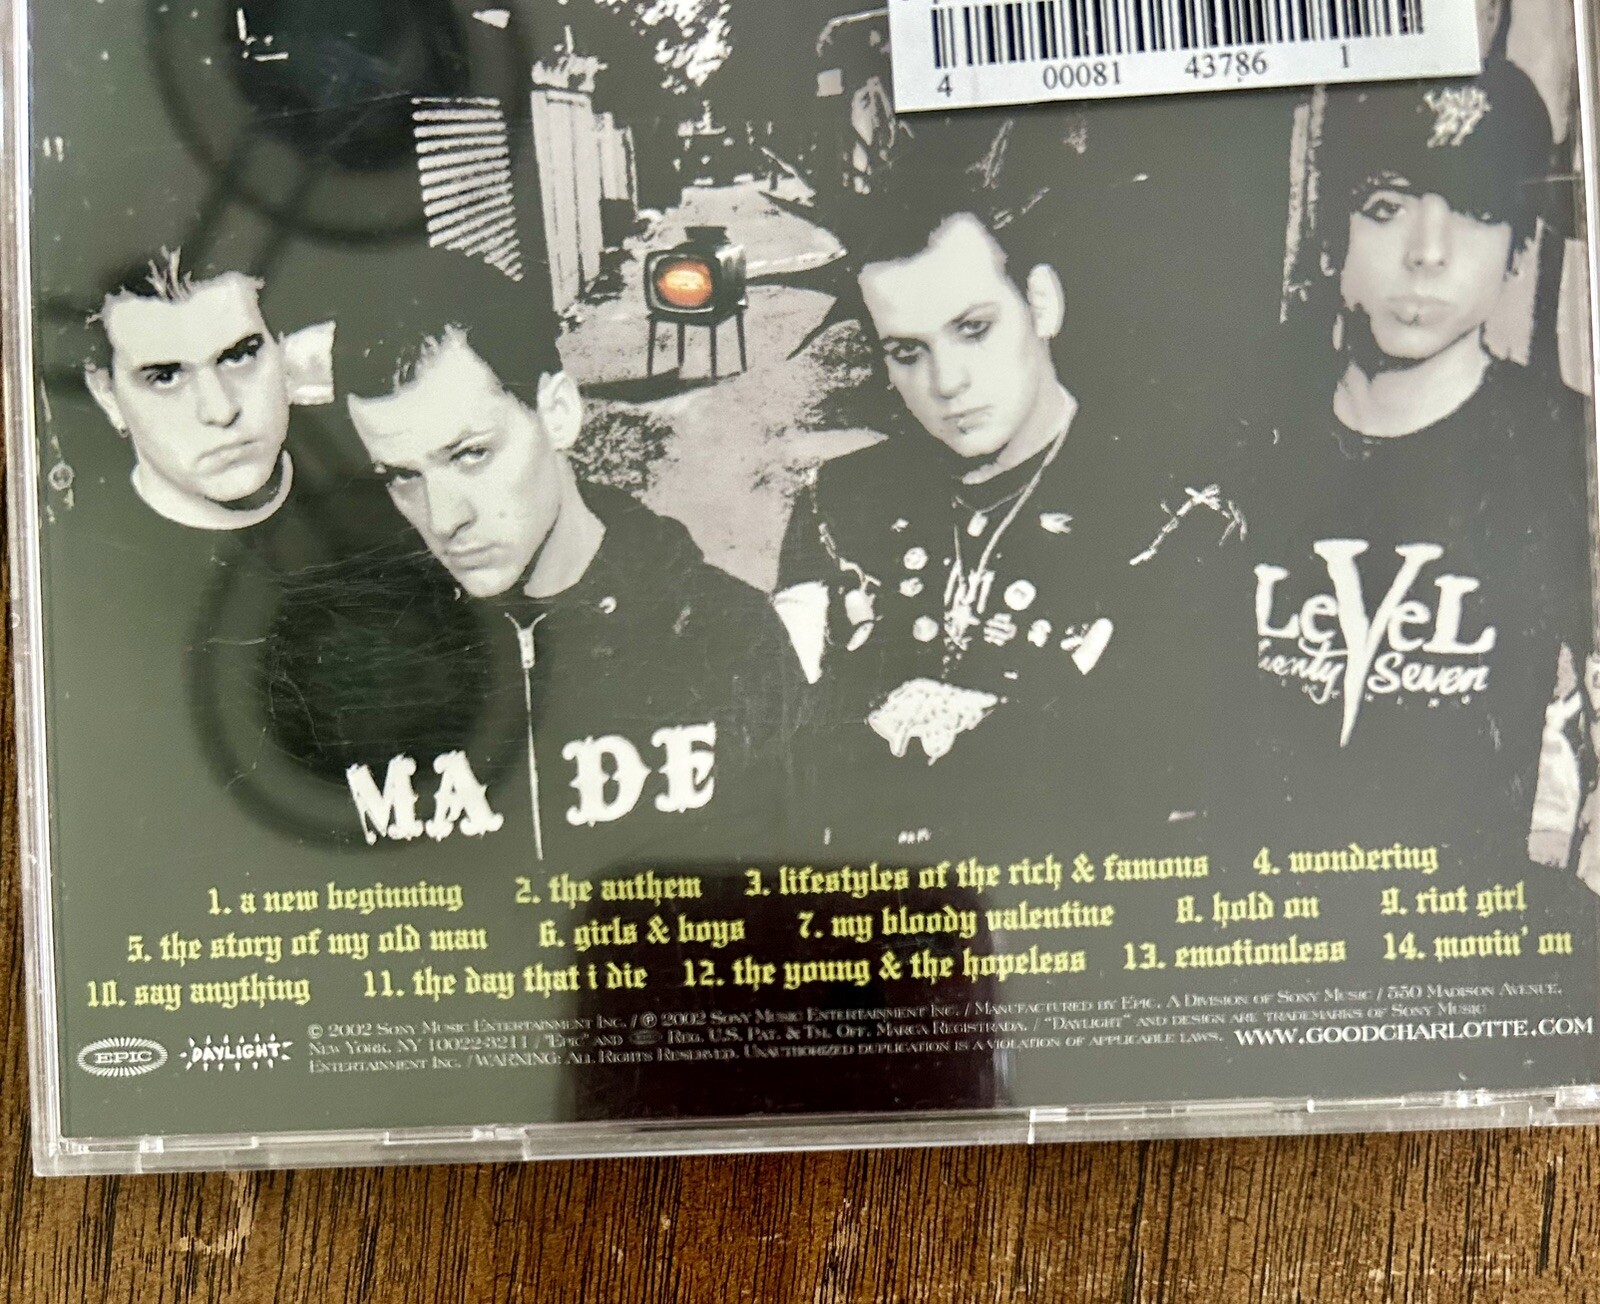 4 00081 43786 1
MADE
LeVeL
Twenty Seven
1. a new beginning 2. the anthem 3. lifestyles of the rich & famous 4. wondering
5. the story of my old man 6. girls & boys 7. my bloody valentine 8. hold on 9. riot girl
10. say anything 11. the day that i die 12. the young & the hopeless 13. emotionless 14. movin' on
EPIC
DAYLIGHT
© 2002 Sony Music Entertainment Inc. / ℗ 2002 Sony Music Entertainment Inc. / Manufactured by Epic, A Division of Sony Music / 550 Madison Avenue,
New York, NY 10022-3211 / "Epic" and Reg. U.S. Pat. & Tm. Off. Marca Registrada. / "Daylight" and design are trademarks of Sony Music
Entertainment Inc. / WARNING: All Rights Reserved. Unauthorized duplication is a violation of applicable laws.
WWW.GOODCHARLOTTE.COM